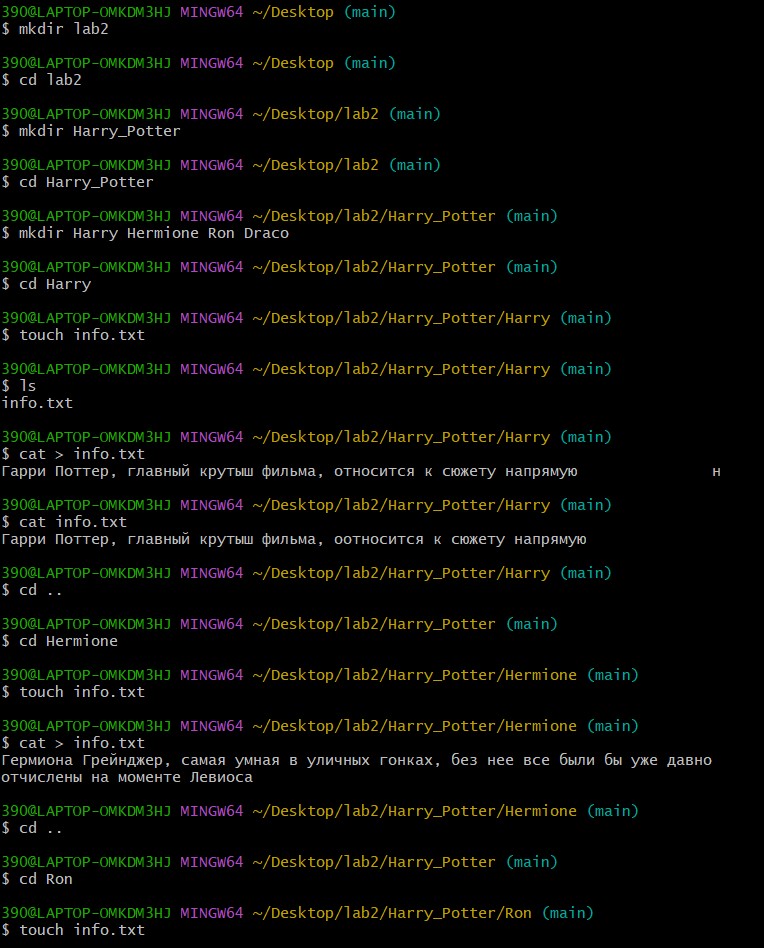 390@LAPTOP-OMKDM3HJ MINGW64 ~/Desktop (main)
$ mkdir lab2
390@LAPTOP-OMKDM3HJ MINGW64 ~/Desktop (main)
$ cd lab2
390@LAPTOP-OMKDM3HJ MINGW64 ~/Desktop/lab2 (main)
$ mkdir Harry_Potter
390@LAPTOP-OMKDM3HJ MINGW64 ~/Desktop/lab2 (main)
$ cd Harry_Potter
390@LAPTOP-OMKDM3HJ MINGW64 ~/Desktop/lab2/Harry_Potter (main)
$ mkdir Harry Hermione Ron Draco
390@LAPTOP-OMKDM3HJ MINGW64 ~/Desktop/lab2/Harry_Potter (main)
$ cd Harry
390@LAPTOP-OMKDM3HJ MINGW64 ~/Desktop/lab2/Harry_Potter/Harry (main)
$ touch info.txt
390@LAPTOP-OMKDM3HJ MINGW64 ~/Desktop/lab2/Harry_Potter/Harry (main)
$ ls
info.txt
390@LAPTOP-OMKDM3HJ MINGW64 ~/Desktop/lab2/Harry_Potter/Harry (main)
$ cat > info.txt
Гарри Поттер, главный крутыш фильма, относится к сюжету напрямую н
390@LAPTOP-OMKDM3HJ MINGW64 ~/Desktop/lab2/Harry_Potter/Harry (main)
$ cat info.txt
Гарри Поттер, главный крутыш фильма, оотносится к сюжету напрямую
390@LAPTOP-OMKDM3HJ MINGW64 ~/Desktop/lab2/Harry_Potter/Harry (main)
$ cd ..
390@LAPTOP-OMKDM3HJ MINGW64 ~/Desktop/lab2/Harry_Potter (main)
$ cd Hermione
390@LAPTOP-OMKDM3HJ MINGW64 ~/Desktop/lab2/Harry_Potter/Hermione (main)
$ touch info.txt
390@LAPTOP-OMKDM3HJ MINGW64 ~/Desktop/lab2/Harry_Potter/Hermione (main)
$ cat > info.txt
Гермиона Грейнджер, самая умная в уличных гонках, без нее все были бы уже давно
отчислены на моменте Левиоса
390@LAPTOP-OMKDM3HJ MINGW64 ~/Desktop/lab2/Harry_Potter/Hermione (main)
$ cd ..
390@LAPTOP-OMKDM3HJ MINGW64 ~/Desktop/lab2/Harry_Potter (main)
$ cd Ron
390@LAPTOP-OMKDM3HJ MINGW64 ~/Desktop/lab2/Harry_Potter/Ron (main)
$ touch info.txt